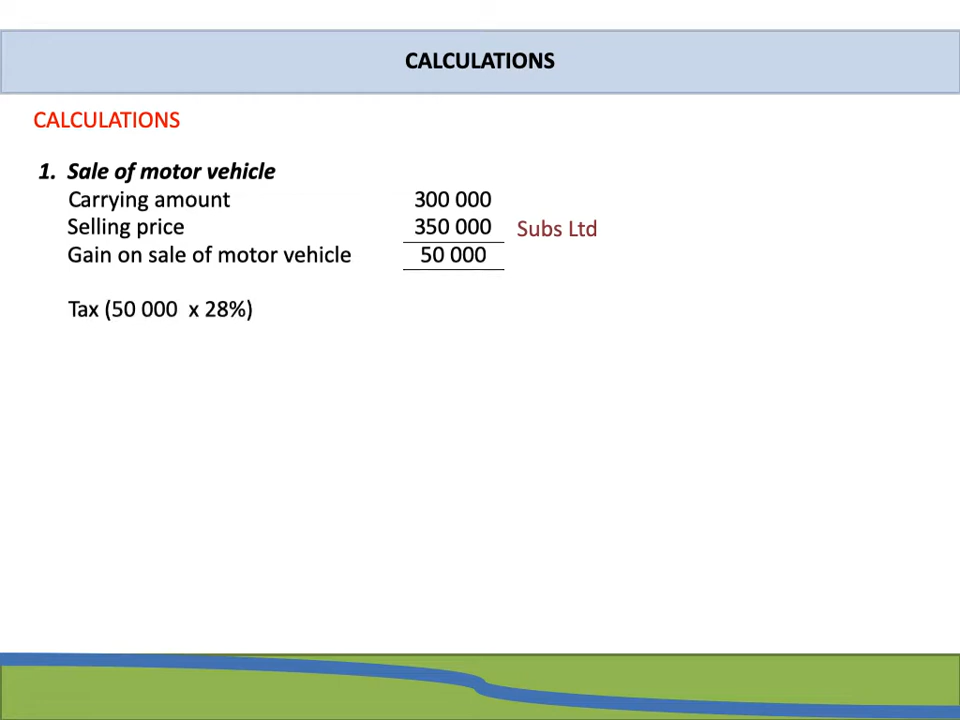 CALCULATIONS
CALCULATIONS
1. Sale of motor vehicle
Carrying amount 300 000
Selling price 350 000 Subs Ltd
Gain on sale of motor vehicle 50 000
Tax (50 000 x 28%)